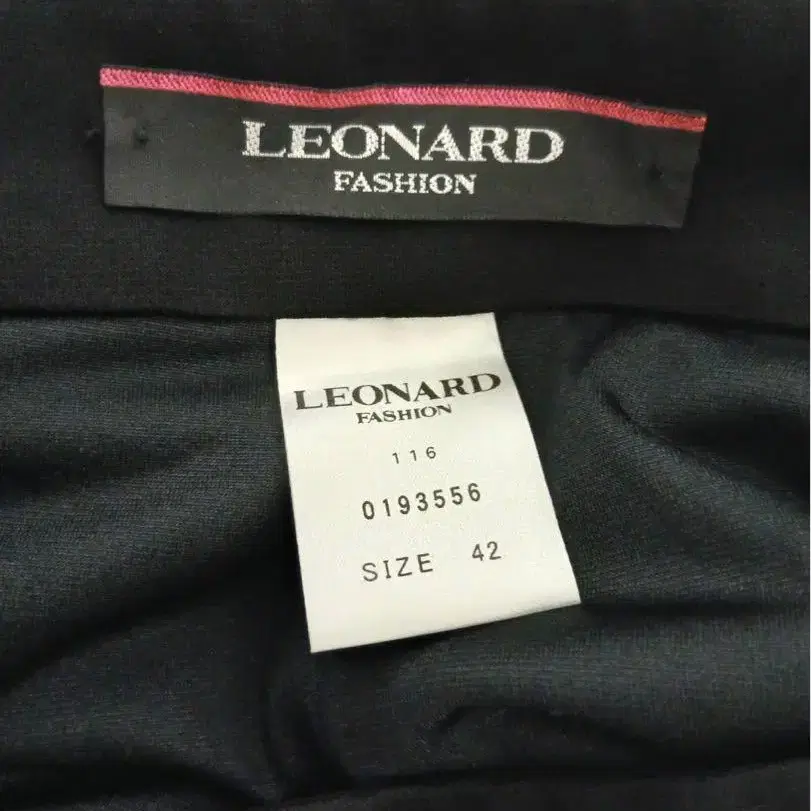 LEONARD
FASHION
LEONARD
FASHION
116
0193556
SIZE 42